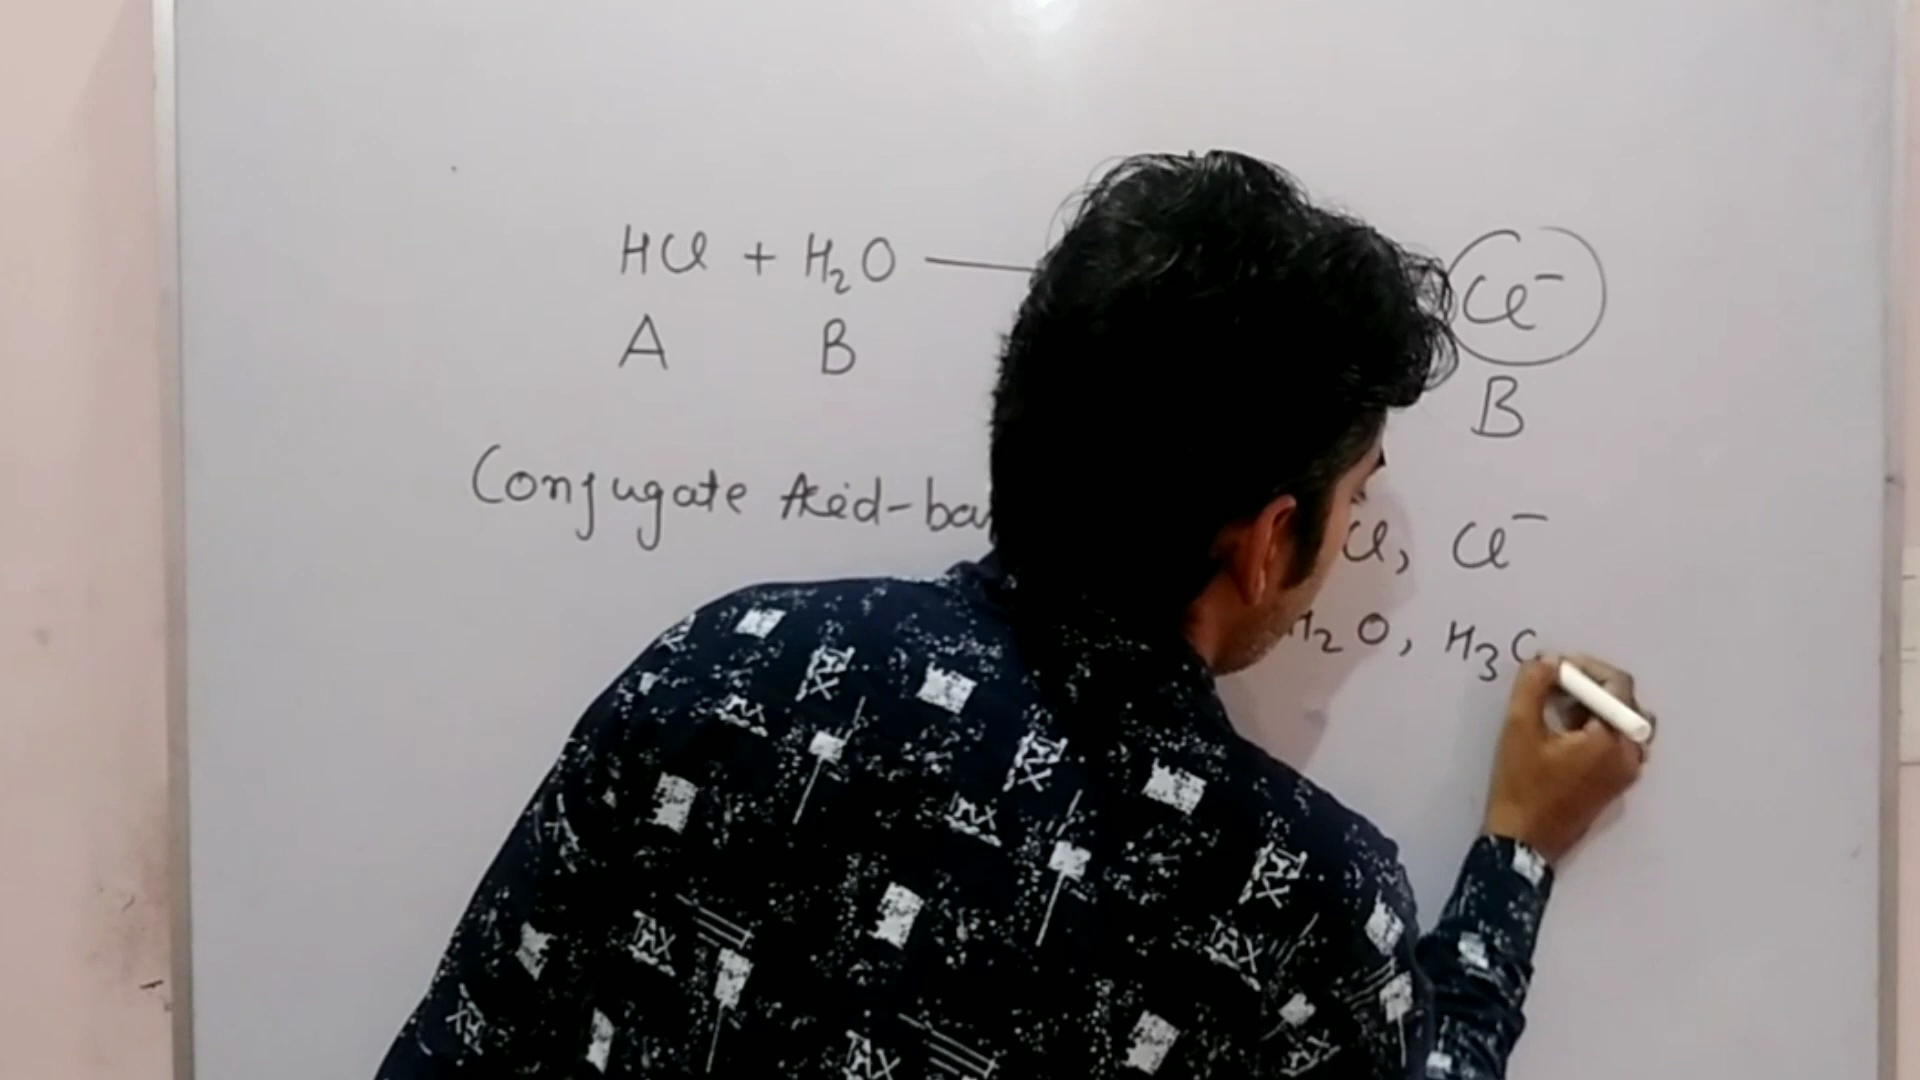 HCl + H₂O — Cl⁻
A B B
Conjugate Acid-ba
Cl, Cl⁻
H₂O, H₃O